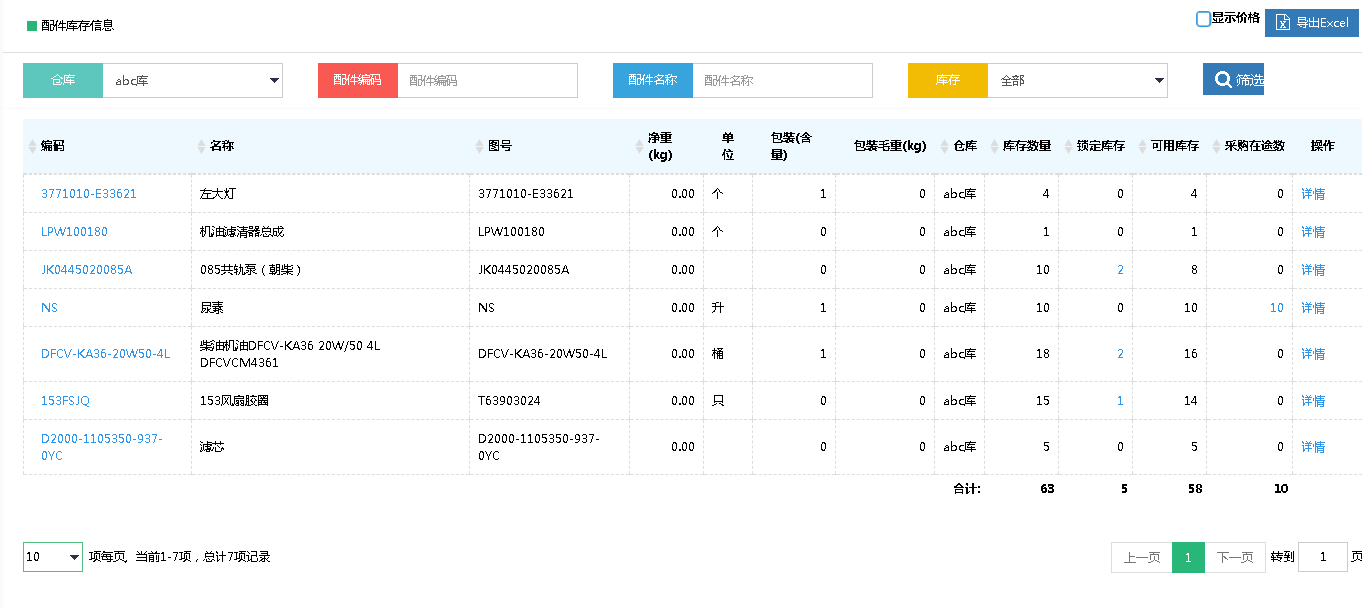 配件库存信息
显示价格 导出Excel
仓库 abc库 配件编码 配件编码 配件名称 配件名称 库存 全部 筛选
编码 名称 图号 净重(kg) 单位 包装(含量) 包装毛重(kg) 仓库 库存数量 锁定库存 可用库存 采购在途数 操作
3771010-E33621 左大灯 3771010-E33621 0.00 个 1 0 abc库 4 0 4 0 详情
LPW100180 机油滤清器总成 LPW100180 0.00 个 0 0 abc库 1 0 1 0 详情
JK0445020085A 085共轨泵（朝柴） JK0445020085A 0.00 0 0 abc库 10 2 8 0 详情
NS 尿素 NS 0.00 升 1 0 abc库 10 0 10 10 详情
DFCV-KA36-20W50-4L 柴油机油DFCV-KA36 20W/50 4L DFCVCM4361 DFCV-KA36-20W50-4L 0.00 桶 1 0 abc库 18 2 16 0 详情
153FSJQ 153风扇胶圈 T63903024 0.00 只 0 0 abc库 15 1 14 0 详情
D2000-1105350-937-0YC 滤芯 D2000-1105350-937-0YC 0.00 0 0 abc库 5 0 5 0 详情
合计: 63 5 58 10
10 项每页, 当前1-7项，总计7项记录 上一页 1 下一页 转到 1 页